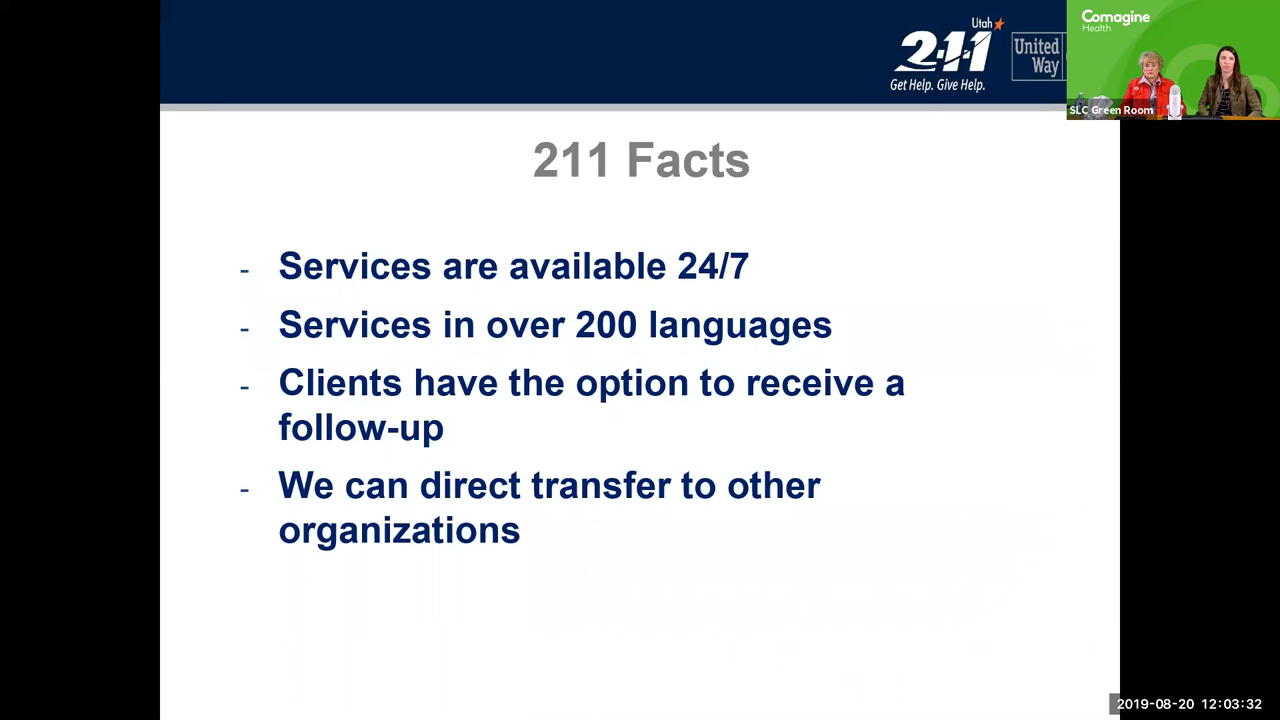 Utah
2-1-1
Get Help. Give Help.
United
Way
Comagine
Health
SLC Green Room
211 Facts
- Services are available 24/7
- Services in over 200 languages
- Clients have the option to receive a
follow-up
- We can direct transfer to other
organizations
2019-08-20 12:03:32